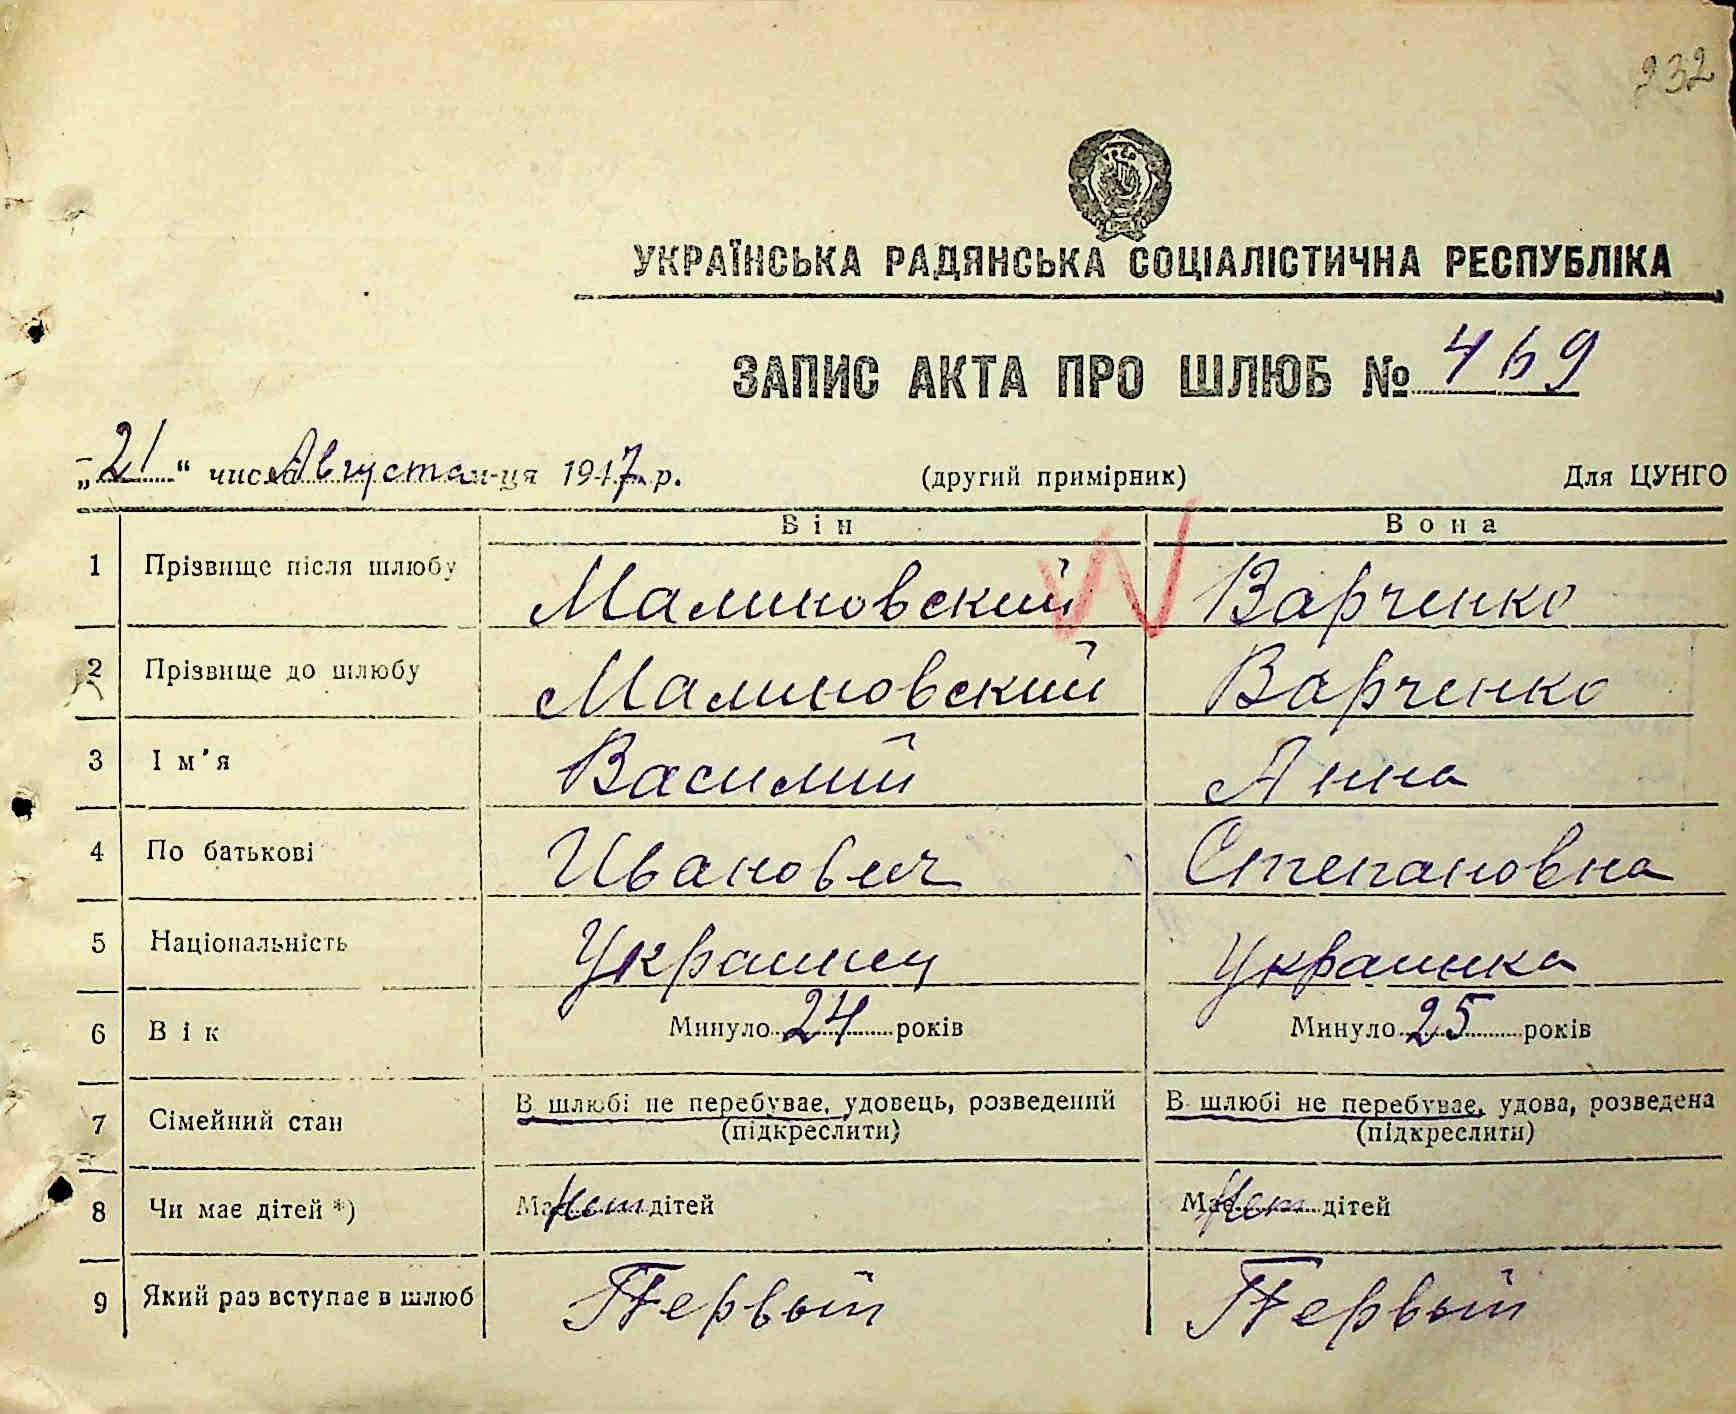 232
УКРАЇНСЬКА РАДЯНСЬКА СОЦІАЛІСТИЧНА РЕСПУБЛІКА
ЗАПИС АКТА ПРО ШЛЮБ № 469
„21“ числа Августа м-ця 1947 р. (другий примірник) Для ЦУНГО
Він Вона
1 Прізвище після шлюбу Малиновский Варченко
2 Прізвище до шлюбу Малиновский Варченко
3 Ім'я Василий Анна
4 По батькові Иванович Степановна
5 Національність Украинец Украинка
6 Вік Минуло 24 років Минуло 25 років
7 Сімейний стан В шлюбі не перебуває, удовець, розведений В шлюбі не перебуває, удова, розведена
(підкреслити) (підкреслити)
8 Чи має дітей *) Має Нет дітей Має Нет дітей
9 Який раз вступає в шлюб Первый Первый